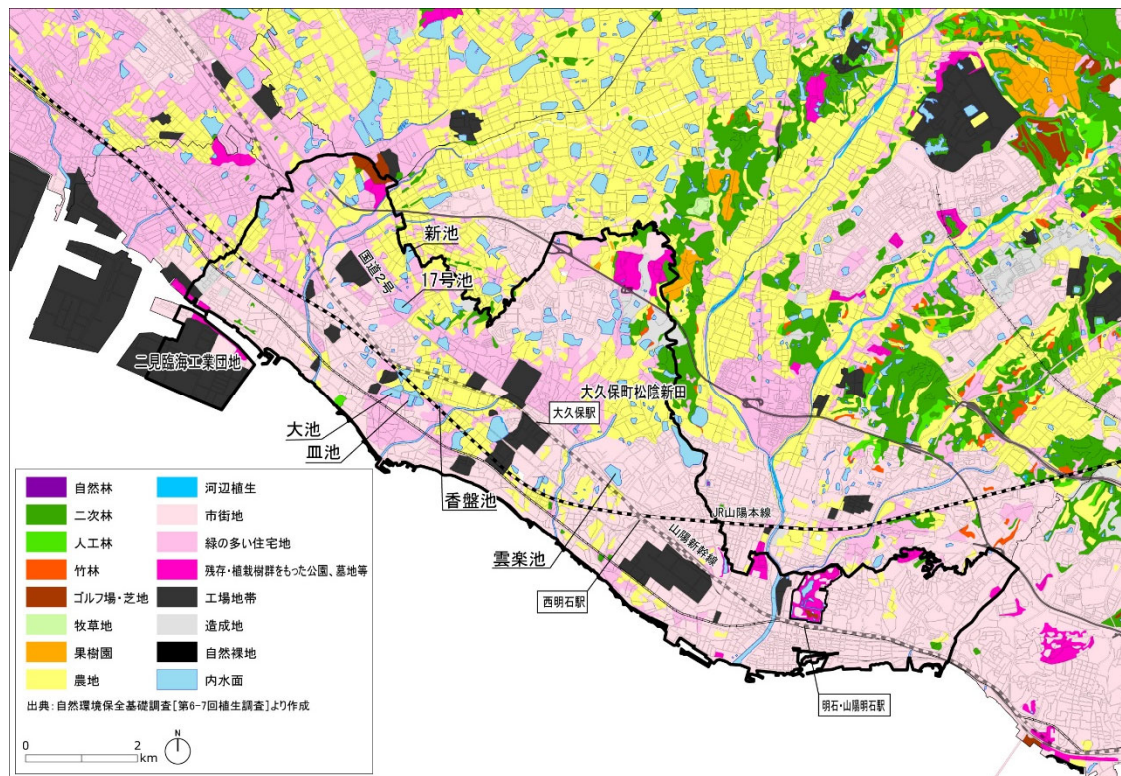 新池
国道2号
17号池
二見臨海工業団地
大久保町松陰新田
大久保駅
大池
皿池
香盤池
JR山陽本線
山陽新幹線
雲楽池
西明石駅
明石・山陽明石駅
自然林
二次林
人工林
竹林
ゴルフ場・芝地
牧草地
果樹園
農地
河辺植生
市街地
緑の多い住宅地
残存・植栽樹群をもった公園、墓地等
工場地帯
造成地
自然裸地
内水面
出典：自然環境保全基礎調査[第6-7回植生調査]より作成
0 2
km
N